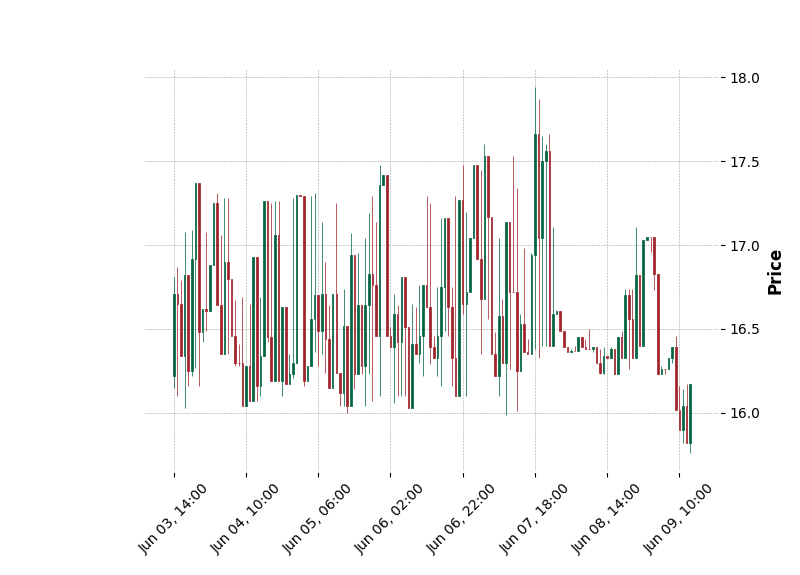 18.0
17.5
17.0
16.5
16.0
Price
Jun 03, 14:00
Jun 04, 10:00
Jun 05, 06:00
Jun 06, 02:00
Jun 06, 22:00
Jun 07, 18:00
Jun 08, 14:00
Jun 09, 10:00